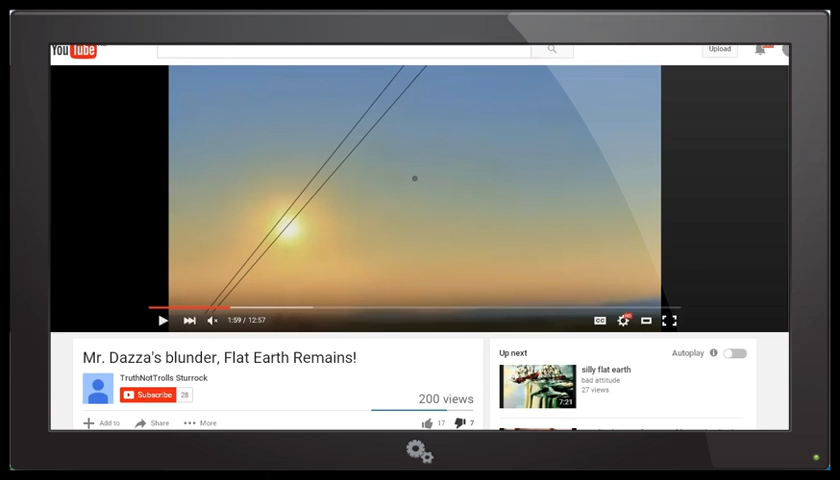 YouTube
Upload
1:59 / 12:57
CC
Mr. Dazza's blunder, Flat Earth Remains!
TruthNotTrolls Sturrock
Subscribe 28
200 views
Add to Share More 17 7
Up next Autoplay
silly flat earth
bad attitude
27 views
7:21